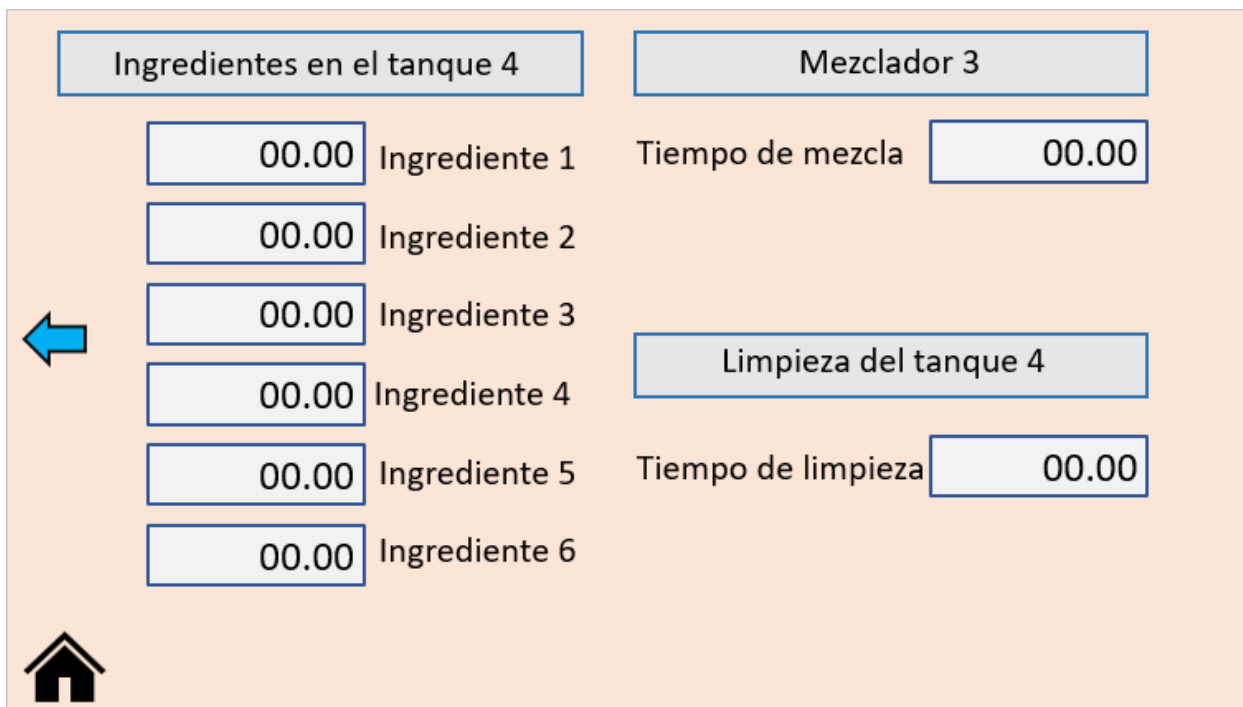 Ingredientes en el tanque 4
00.00 Ingrediente 1
00.00 Ingrediente 2
00.00 Ingrediente 3
00.00 Ingrediente 4
00.00 Ingrediente 5
00.00 Ingrediente 6
Mezclador 3
Tiempo de mezcla 00.00
Limpieza del tanque 4
Tiempo de limpieza 00.00